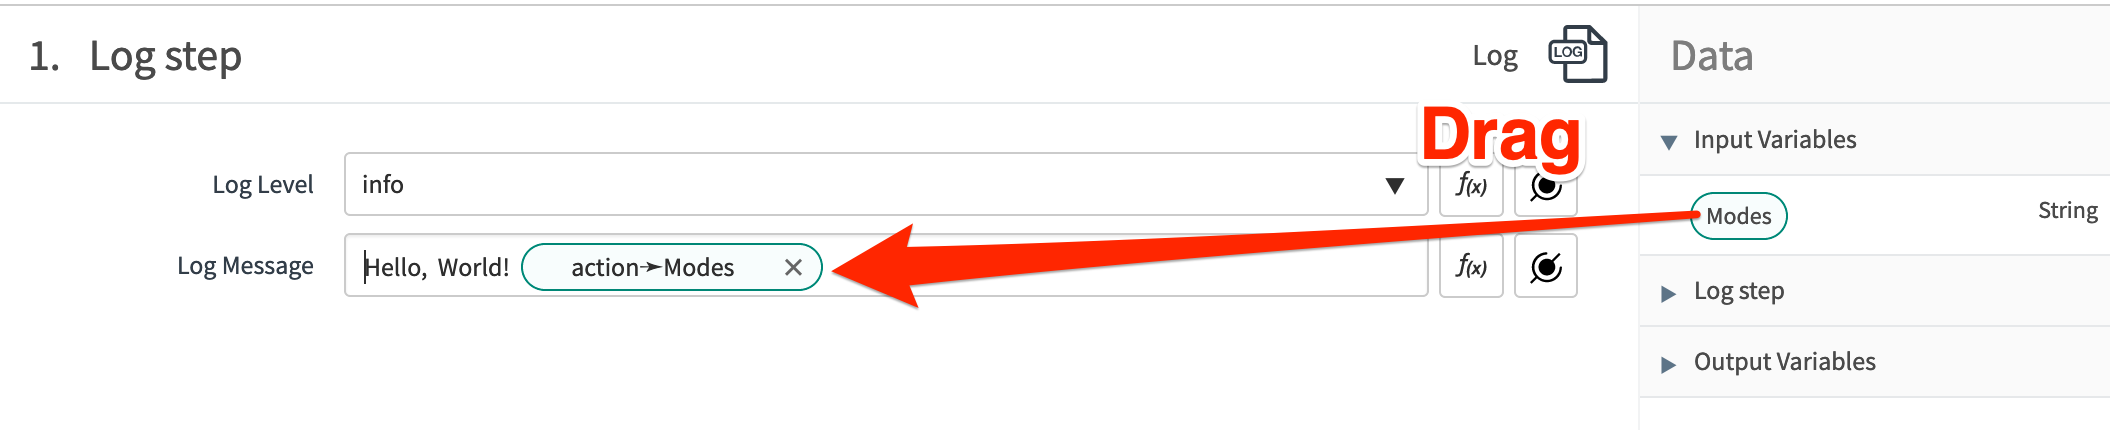 1. Log step
Log
LOG
Data
Drag
Input Variables
Log Level
info
f(x)
Modes
String
Log Message
Hello, World! action➛Modes ×
f(x)
Log step
Output Variables